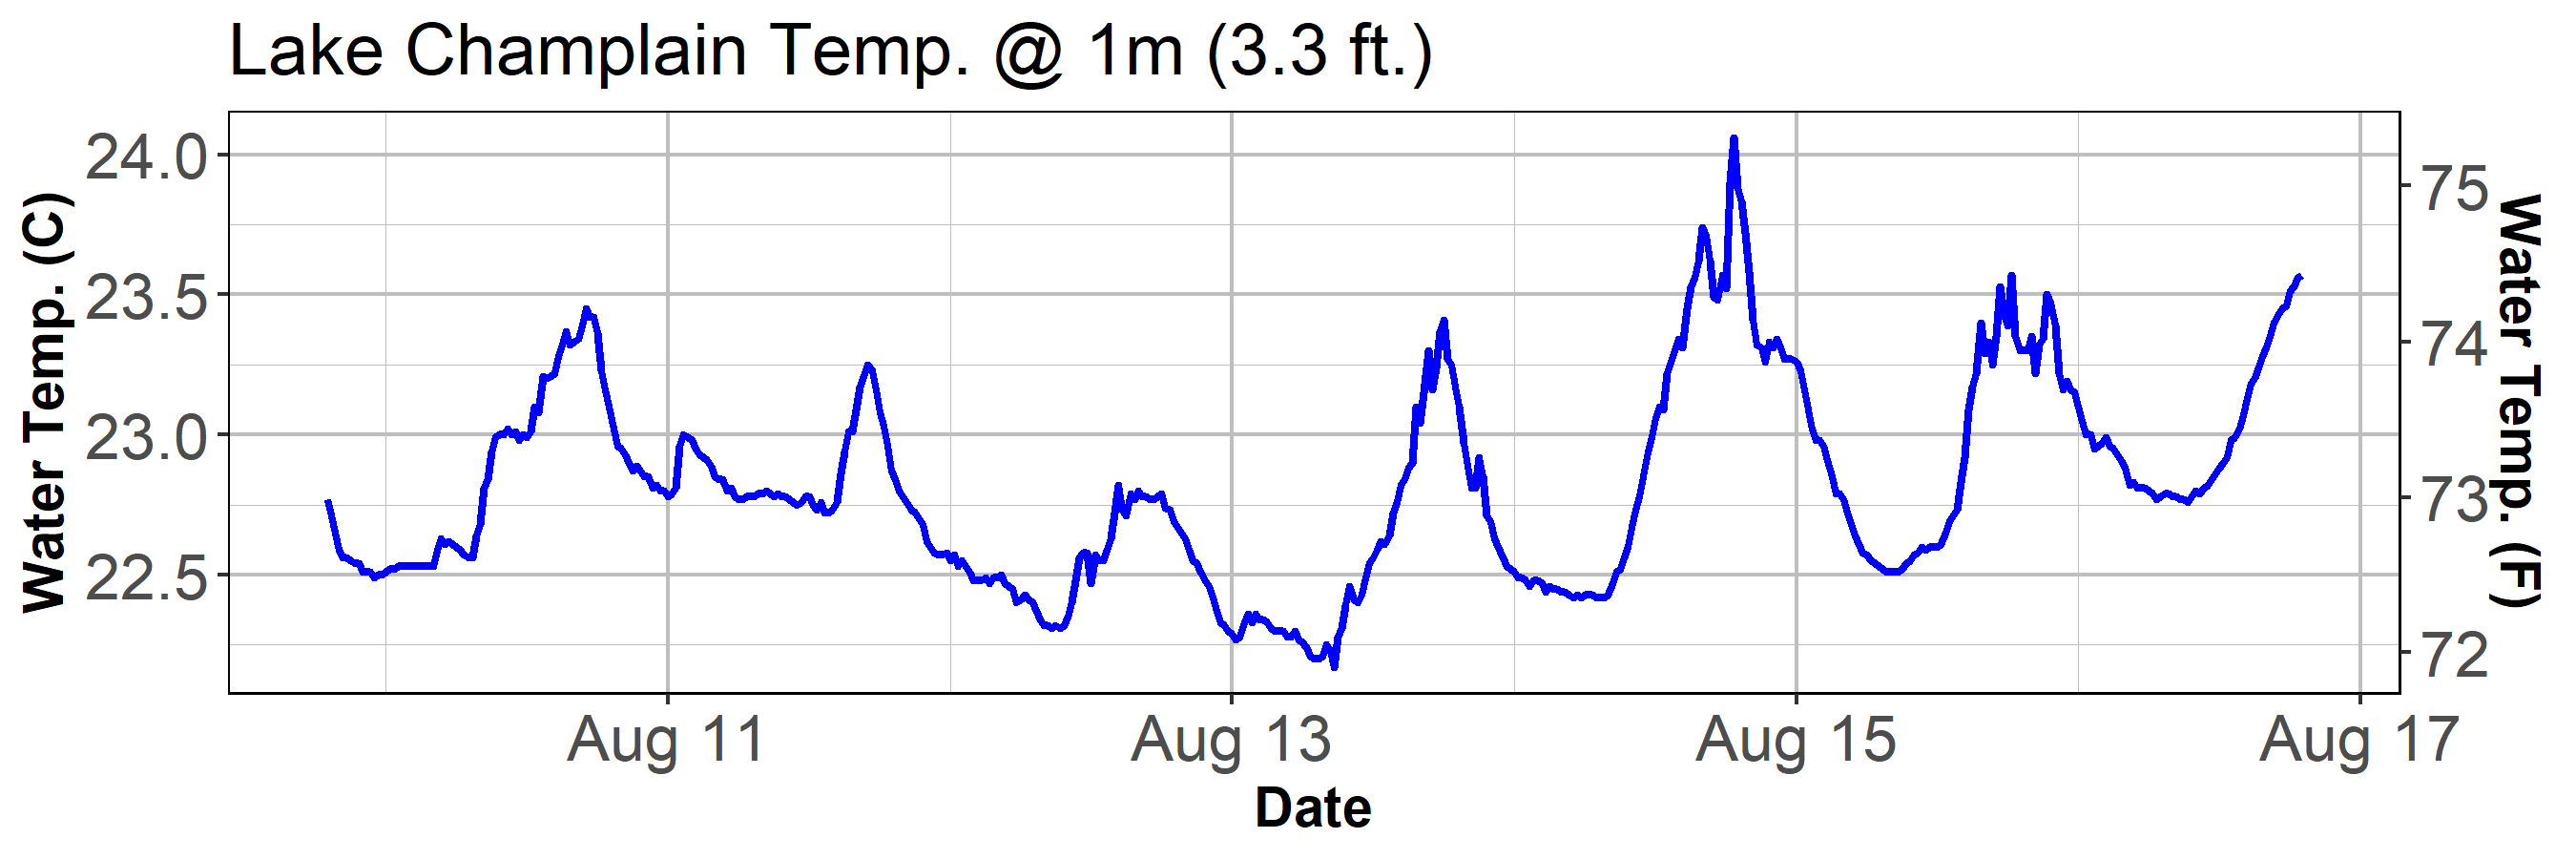 Lake Champlain Temp. @ 1m (3.3 ft.)
Water Temp. (C)
24.0
23.5
23.0
22.5
75
74
73
72
Water Temp. (F)
Aug 11
Aug 13
Aug 15
Aug 17
Date